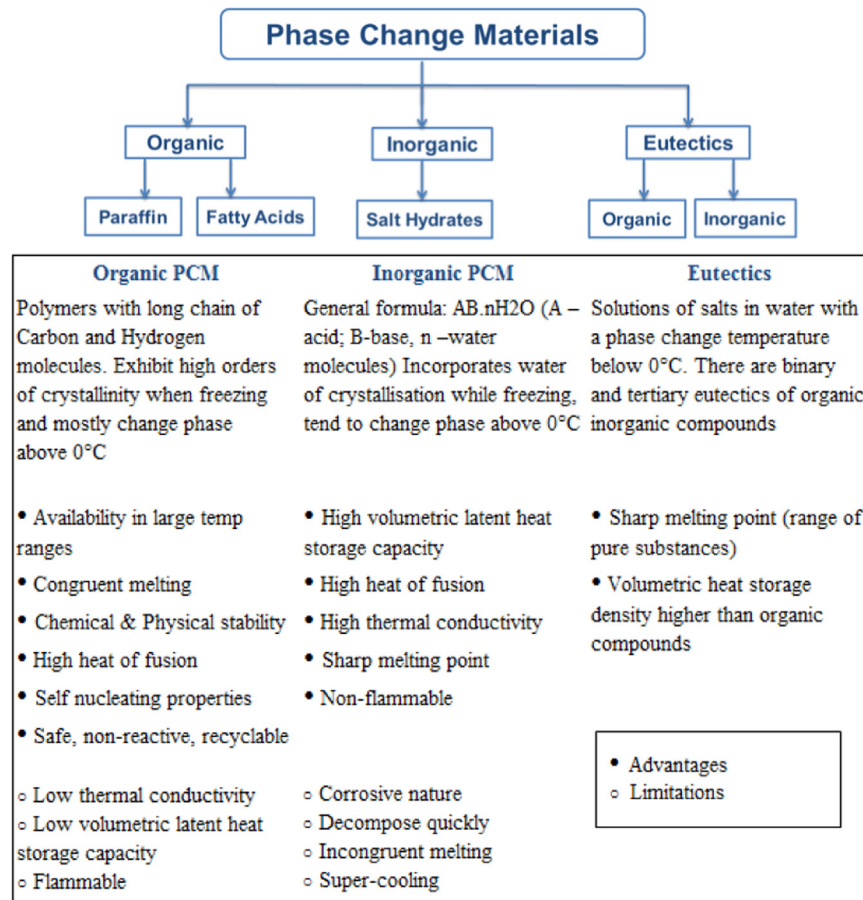 Phase Change Materials
Organic
Inorganic
Eutectics
Paraffin
Fatty Acids
Salt Hydrates
Organic
Inorganic
Organic PCM
Polymers with long chain of
Carbon and Hydrogen
molecules. Exhibit high orders
of crystallinity when freezing
and mostly change phase
above 0°C
• Availability in large temp
ranges
• Congruent melting
• Chemical & Physical stability
• High heat of fusion
• Self nucleating properties
• Safe, non-reactive, recyclable
○ Low thermal conductivity
○ Low volumetric latent heat
storage capacity
○ Flammable
Inorganic PCM
General formula: AB.nH2O (A –
acid; B-base, n –water
molecules) Incorporates water
of crystallisation while freezing,
tend to change phase above 0°C
• High volumetric latent heat
storage capacity
• High heat of fusion
• High thermal conductivity
• Sharp melting point
• Non-flammable
○ Corrosive nature
○ Decompose quickly
○ Incongruent melting
○ Super-cooling
Eutectics
Solutions of salts in water with
a phase change temperature
below 0°C. There are binary
and tertiary eutectics of organic
inorganic compounds
• Sharp melting point (range of
pure substances)
• Volumetric heat storage
density higher than organic
compounds
• Advantages
○ Limitations